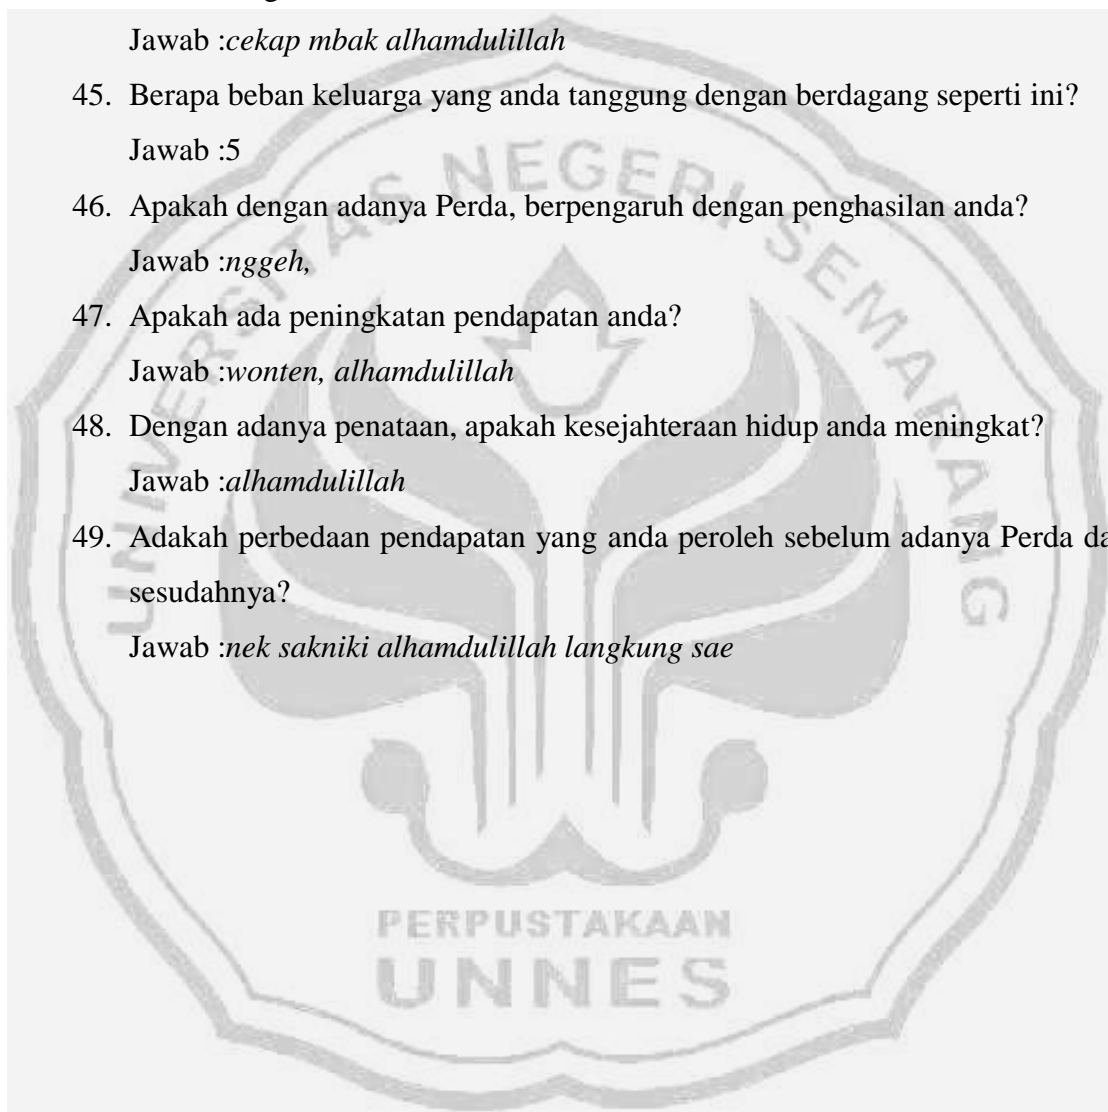 Jawab :cekap mbak alhamdulillah
45. Berapa beban keluarga yang anda tanggung dengan berdagang seperti ini?
Jawab :5
46. Apakah dengan adanya Perda, berpengaruh dengan penghasilan anda?
Jawab :nggeh,
47. Apakah ada peningkatan pendapatan anda?
Jawab :wonten, alhamdulillah
48. Dengan adanya penataan, apakah kesejahteraan hidup anda meningkat?
Jawab :alhamdulillah
49. Adakah perbedaan pendapatan yang anda peroleh sebelum adanya Perda da
sesudahnya?
Jawab :nek sakniki alhamdulillah langkung sae
UNIVERSITAS NEGERI SEMARANG
PERPUSTAKAAN
UNNES